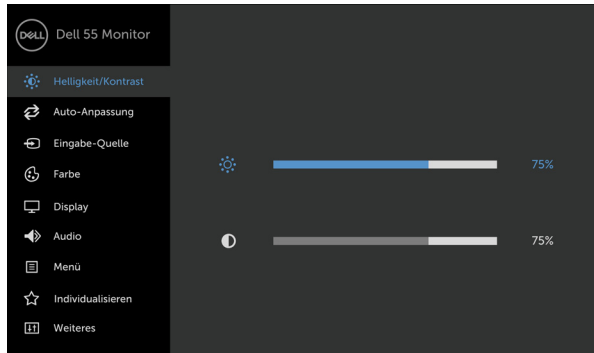 DELL Dell 55 Monitor
Helligkeit/Kontrast
Auto-Anpassung
Eingabe-Quelle
Farbe
75%
Display
Audio
75%
Menü
Individualisieren
Weiteres